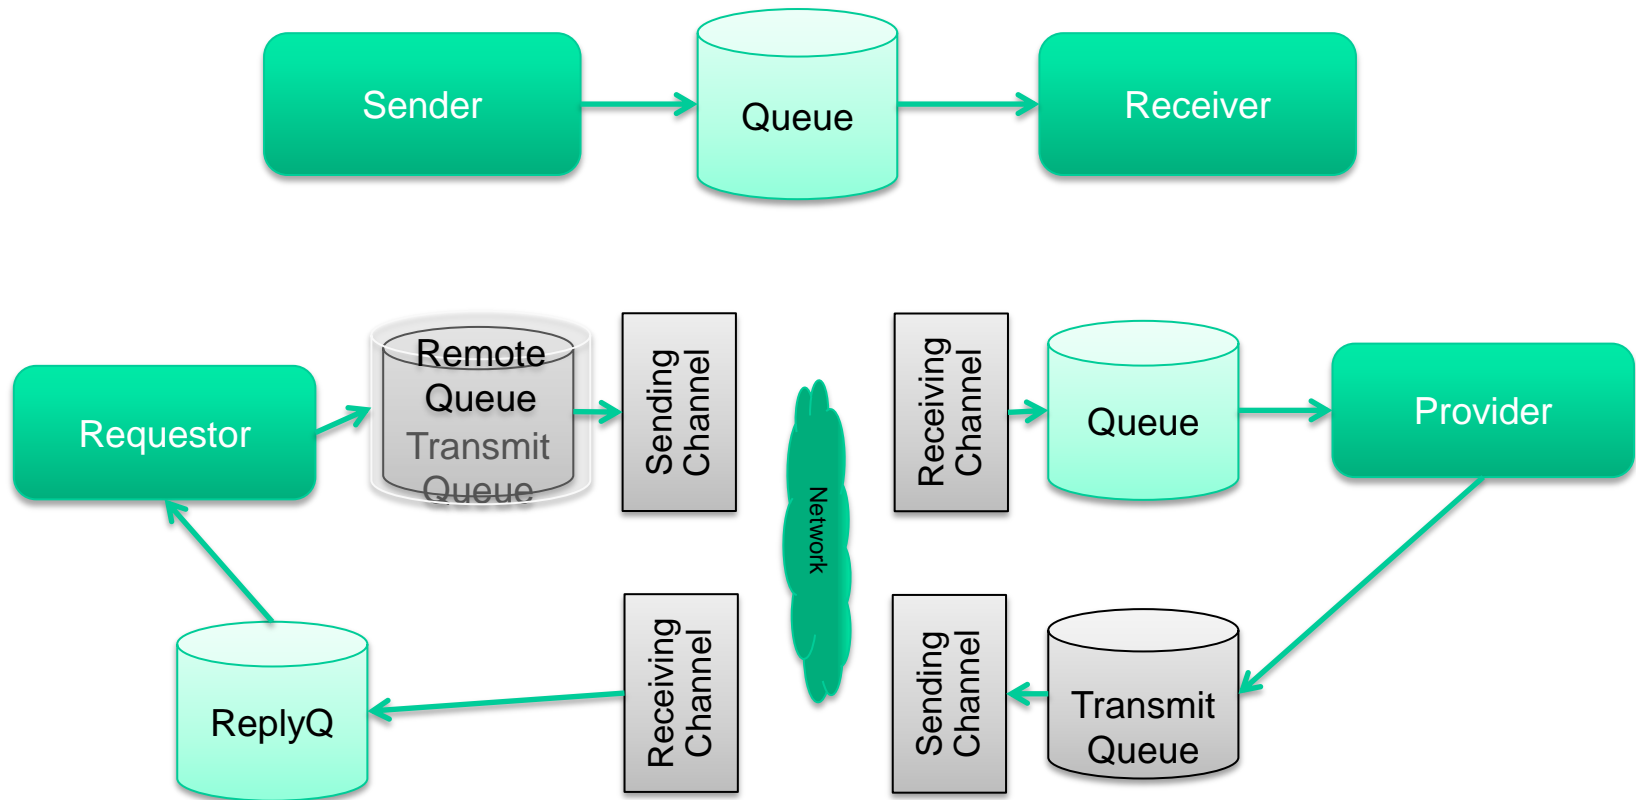 Sender
Queue
Receiver
Requestor
Remote
Queue
Transmit
Queue
Sending
Channel
Network
Receiving
Channel
Queue
Provider
ReplyQ
Receiving
Channel
Sending
Channel
Transmit
Queue